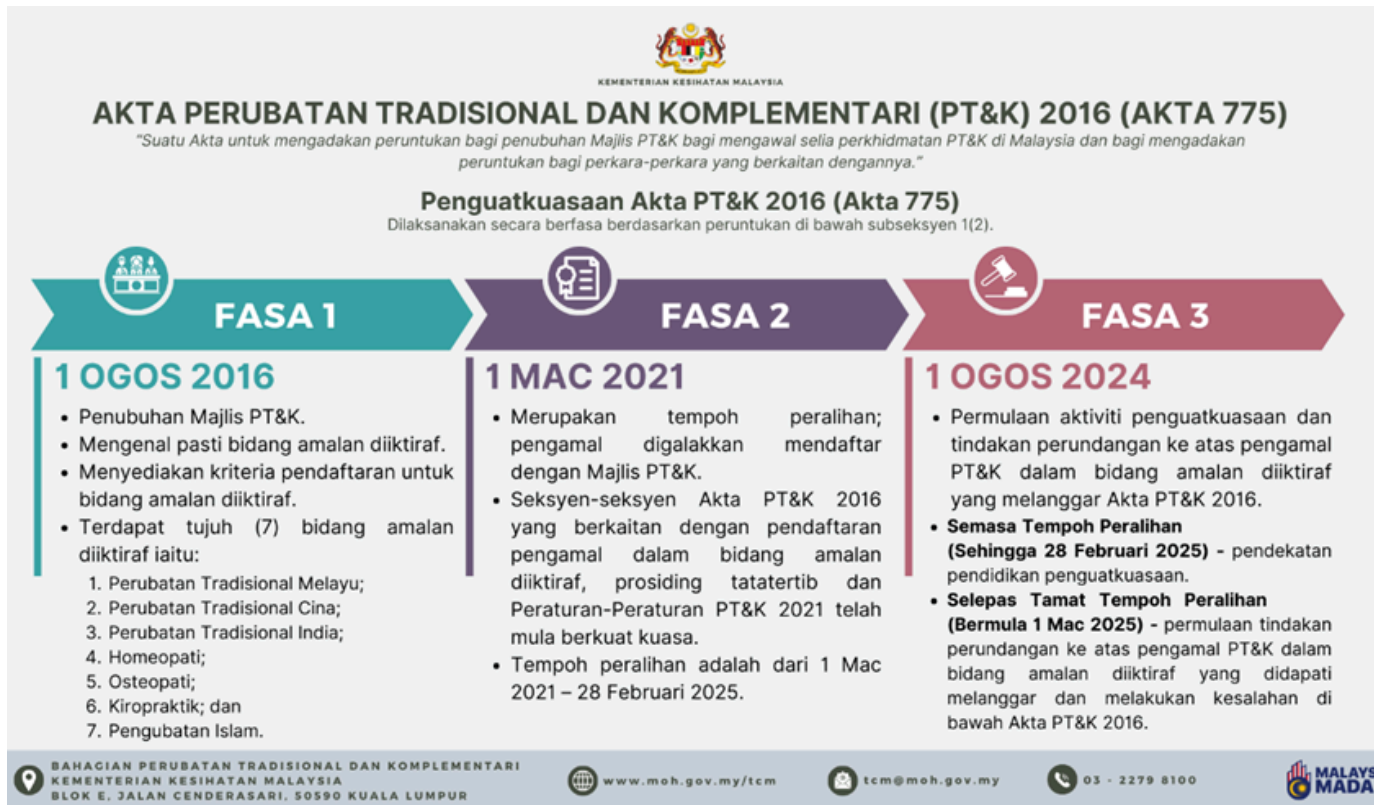 KEMENTERIAN KESIHATAN MALAYSIA
AKTA PERUBATAN TRADISIONAL DAN KOMPLEMENTARI (PT&K) 2016 (AKTA 775)
"Suatu Akta untuk mengadakan peruntukan bagi penubuhan Majlis PT&K bagi mengawal selia perkhidmatan PT&K di Malaysia dan bagi mengadakan
peruntukan bagi perkara-perkara yang berkaitan dengannya."
Penguatkuasaan Akta PT&K 2016 (Akta 775)
Dilaksanakan secara berfasa berdasarkan peruntukan di bawah subseksyen 1(2).
FASA 1
1 OGOS 2016
• Penubuhan Majlis PT&K.
• Mengenal pasti bidang amalan diiktiraf.
• Menyediakan kriteria pendaftaran untuk
bidang amalan diiktiraf.
• Terdapat tujuh (7) bidang amalan
diiktiraf iaitu:
1. Perubatan Tradisional Melayu;
2. Perubatan Tradisional Cina;
3. Perubatan Tradisional India;
4. Homeopati;
5. Osteopati;
6. Kiropraktik; dan
7. Pengubatan Islam.
FASA 2
1 MAC 2021
• Merupakan tempoh peralihan;
pengamal digalakkan mendaftar
dengan Majlis PT&K.
• Seksyen-seksyen Akta PT&K 2016
yang berkaitan dengan pendaftaran
pengamal dalam bidang amalan
diiktiraf, prosiding tatatertib dan
Peraturan-Peraturan PT&K 2021 telah
mula berkuat kuasa.
• Tempoh peralihan adalah dari 1 Mac
2021 – 28 Februari 2025.
FASA 3
1 OGOS 2024
• Permulaan aktiviti penguatkuasaan dan
tindakan perundangan ke atas pengamal
PT&K dalam bidang amalan diiktiraf
yang melanggar Akta PT&K 2016.
• Semasa Tempoh Peralihan
(Sehingga 28 Februari 2025) - pendekatan
pendidikan penguatkuasaan.
• Selepas Tamat Tempoh Peralihan
(Bermula 1 Mac 2025) - permulaan tindakan
perundangan ke atas pengamal PT&K dalam
bidang amalan diiktiraf yang didapati
melanggar dan melakukan kesalahan di
bawah Akta PT&K 2016.
BAHAGIAN PERUBATAN TRADISIONAL DAN KOMPLEMENTARI
KEMENTERIAN KESIHATAN MALAYSIA
BLOK E, JALAN CENDERASARI, 50590 KUALA LUMPUR
www.moh.gov.my/tcm
tcm@moh.gov.my
03 - 2279 8100
MALAYS
MADA